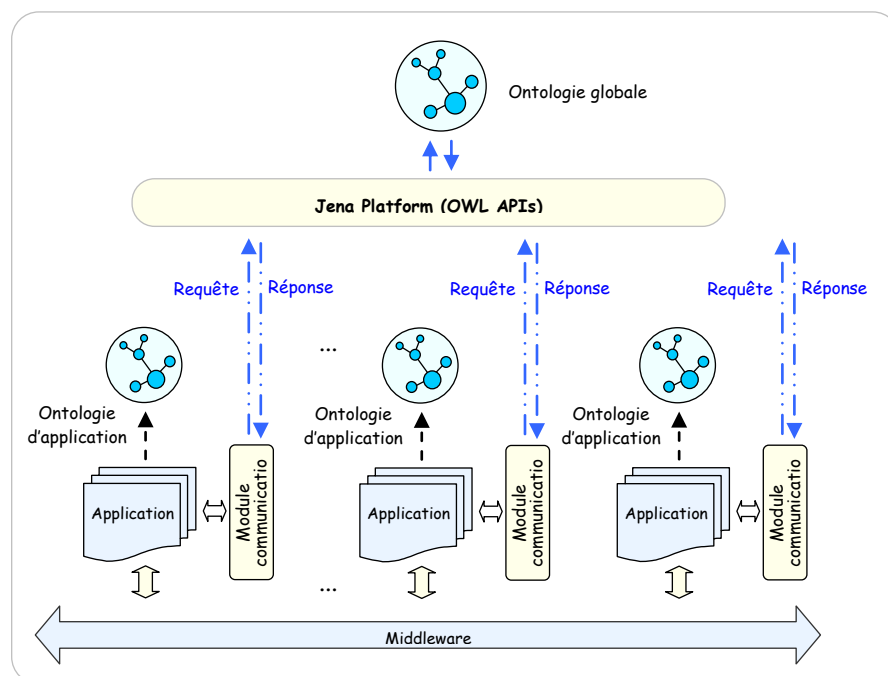 Ontologie globale
Jena Platform (OWL APIs)
Requête
Réponse
Requête
Réponse
Requête
Réponse
...
Ontologie
d'application
Ontologie
d'application
Ontologie
d'application
Application
Module
communicatio
Application
Module
communicatio
Application
Module
communicatio
...
Middleware